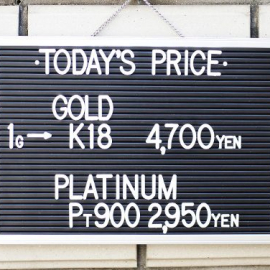 ·TODAY'S PRICE·
GOLD
1G→ K18 4,700YEN
PLATINUM
PT900 2,950YEN